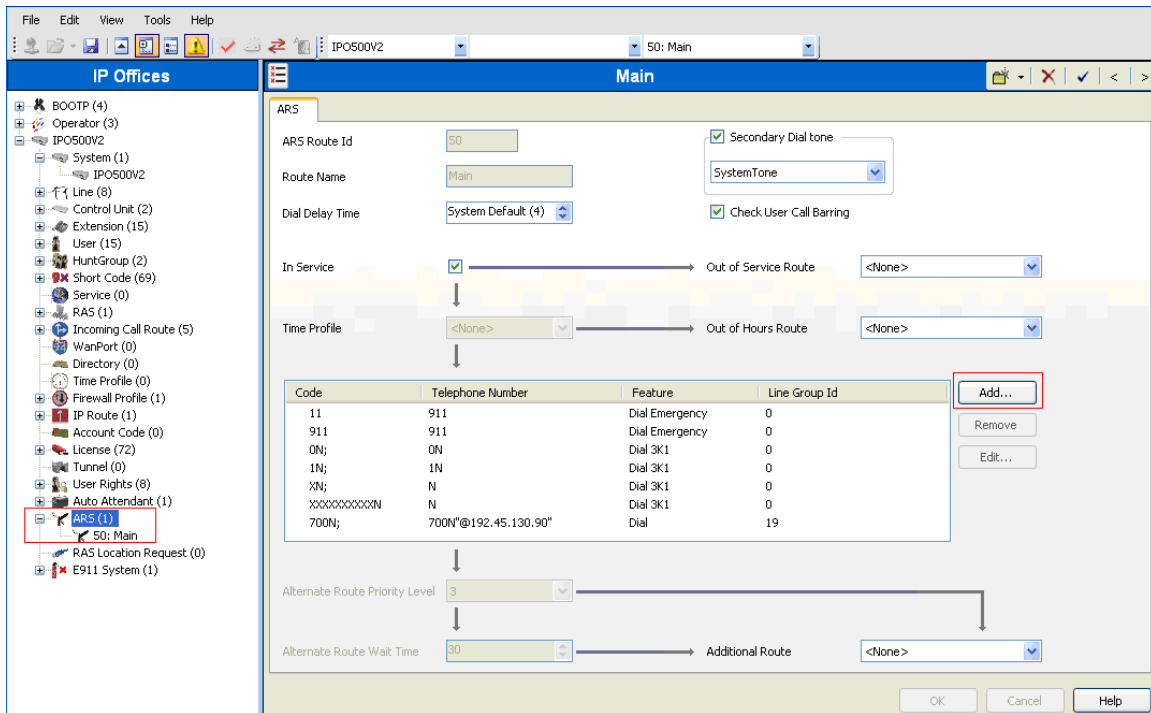 File Edit View Tools Help
IPO500V2 50: Main
IP Offices
BOOTP (4)
Operator (3)
IPO500V2
System (1)
IPO500V2
Line (8)
Control Unit (2)
Extension (15)
User (15)
HuntGroup (2)
Short Code (69)
Service (0)
RAS (1)
Incoming Call Route (5)
WanPort (0)
Directory (0)
Time Profile (0)
Firewall Profile (1)
IP Route (1)
Account Code (0)
License (72)
Tunnel (0)
User Rights (8)
Auto Attendant (1)
ARS (1)
50: Main
RAS Location Request (0)
E911 System (1)
Main
ARS
ARS Route Id 50 Secondary Dial tone
Route Name Main SystemTone
Dial Delay Time System Default (4) Check User Call Barring
In Service Out of Service Route <None>
Time Profile <None> Out of Hours Route <None>
Code Telephone Number Feature Line Group Id Add...
11 911 Dial Emergency 0
911 911 Dial Emergency 0 Remove
0N; 0N Dial 3K1 0
1N; 1N Dial 3K1 0 Edit...
XN; N Dial 3K1 0
XXXXXXXXXXN N Dial 3K1 0
700N; 700N"@192.45.130.90" Dial 19
Alternate Route Priority Level 3
Alternate Route Wait Time 30 Additional Route <None>
OK Cancel Help